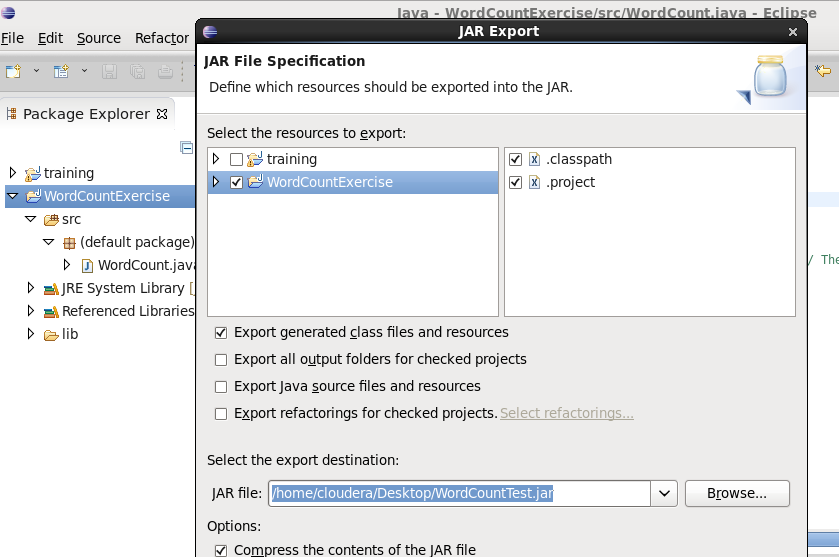 Java - WordCountExercise/src/WordCount.java - Eclipse
File Edit Source Refactor
JAR Export
JAR File Specification
Define which resources should be exported into the JAR.
Package Explorer
training
WordCountExercise
src
(default package)
WordCount.java
JRE System Library [
Referenced Libraries
lib
Select the resources to export:
training
WordCountExercise
.classpath
.project
/ The
Export generated class files and resources
Export all output folders for checked projects
Export Java source files and resources
Export refactorings for checked projects. Select refactorings...
Select the export destination:
JAR file: /home/cloudera/Desktop/WordCountTest.jar Browse...
Options:
Compress the contents of the JAR file